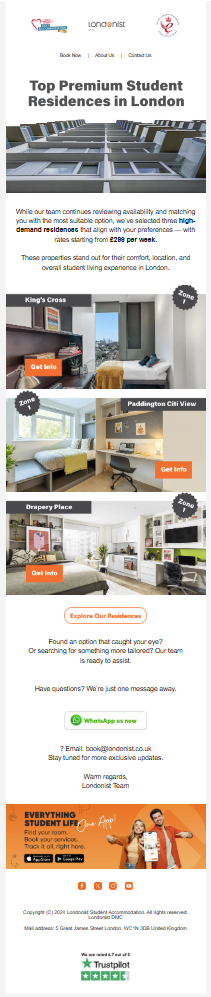 Londonist
Book Now | About Us | Contact Us
Top Premium Student
Residences in London
While our team continues reviewing availability and matching
you with the most suitable option, we've selected three high-
demand residences that align with your preferences — with
rates starting from £299 per week.
These properties stand out for their comfort, location, and
overall student living experience in London.
King's Cross
Zone
1
Get Info
Zone
1
Paddington Citi View
Get Info
Drapery Place
Zone
1
Get Info
Explore Our Residences
Found an option that caught your eye?
Or searching for something more tailored? Our team
is ready to assist.
Have questions? We're just one message away.
WhatsApp us now
? Email: book@londonist.co.uk
Stay tuned for more exclusive updates.
Warm regards,
Londonist Team
EVERYTHING
STUDENT LIFE,
One App!
Find your room.
Book your services.
Track it all, right here.
App Store
Google Play
Copyright (C) 2024 Londonist Student Accommodation. All rights reserved.
Londonist DMC
Mail address: 5 Great James Street London, WC1N 3DB United Kingdom
We are rated 4.7 out of 5
Trustpilot